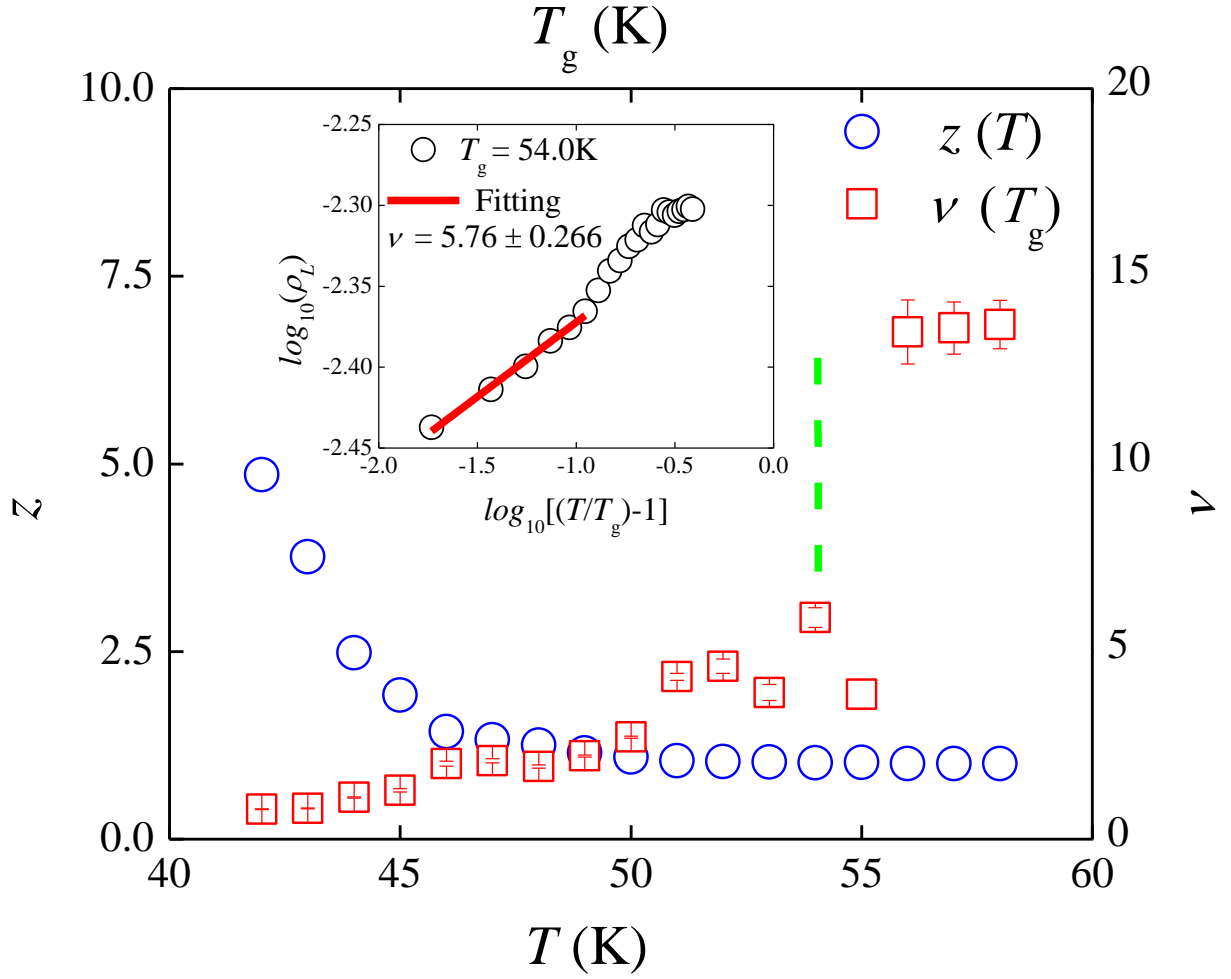 T_g (K)
10.0
7.5
5.0
2.5
0.0
z
20
15
10
5
0
ν
z (T)
ν (T_g)
-2.25
-2.30
-2.35
-2.40
-2.45
log_10(ρ_L)
T_g = 54.0K
Fitting
ν = 5.76 ± 0.266
-2.0 -1.5 -1.0 -0.5 0.0
log_10[(T/T_g)-1]
40 45 50 55 60
T (K)